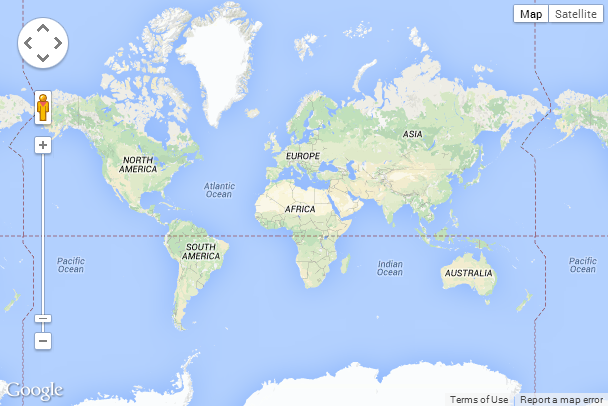 Map Satellite
ASIA
EUROPE
NORTH
AMERICA
Atlantic
Ocean
AFRICA
SOUTH
AMERICA
Pacific
Ocean
Indian
Ocean
Pacific
Ocean
AUSTRALIA
Google
Terms of Use Report a map error